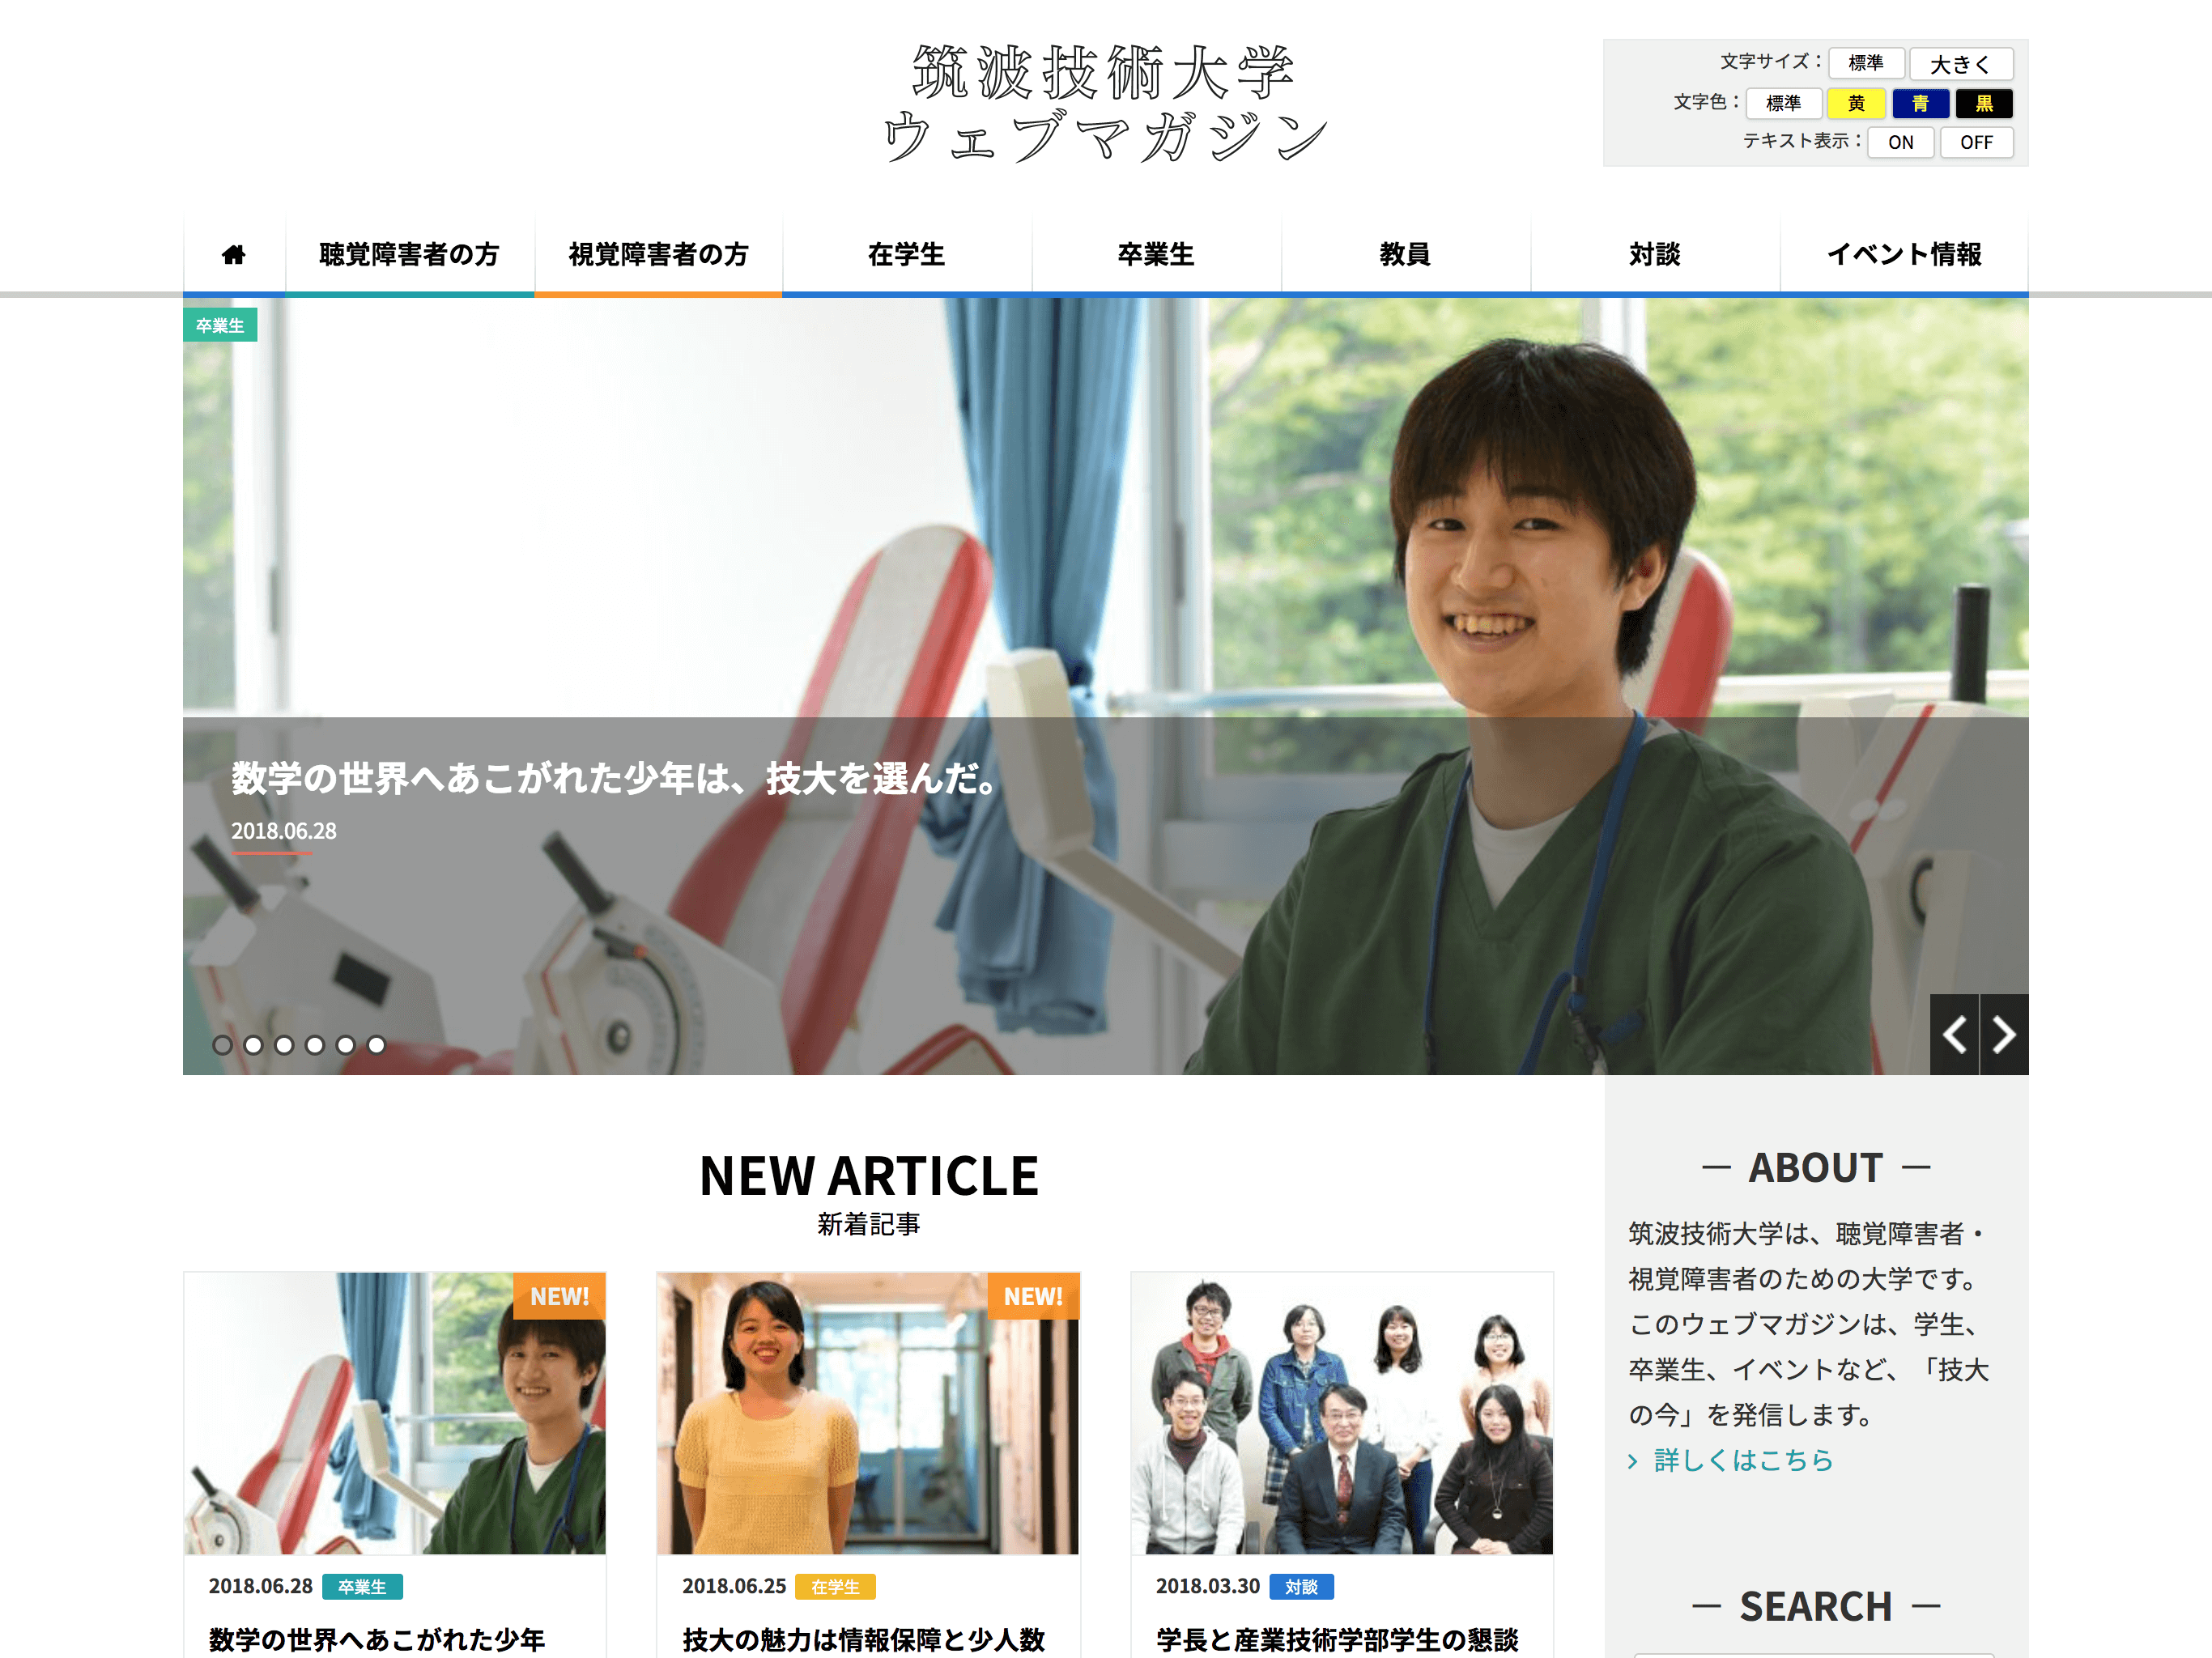 筑波技術大学
ウェブマガジン
文字サイズ： 標準 大きく
文字色： 標準 黄 青 黒
テキスト表示： ON OFF
聴覚障害者の方 視覚障害者の方 在学生 卒業生 教員 対談 イベント情報
卒業生
数学の世界へあこがれた少年は、技大を選んだ。
2018.06.28
NEW ARTICLE
新着記事
NEW!
2018.06.28 卒業生
数学の世界へあこがれた少年
NEW!
2018.06.25 在学生
技大の魅力は情報保障と少人数
2018.03.30 対談
学長と産業技術学部学生の懇談
ABOUT
筑波技術大学は、聴覚障害者・
視覚障害者のための大学です。
このウェブマガジンは、学生、
卒業生、イベントなど、「技大
の今」を発信します。
詳しくはこちら
SEARCH